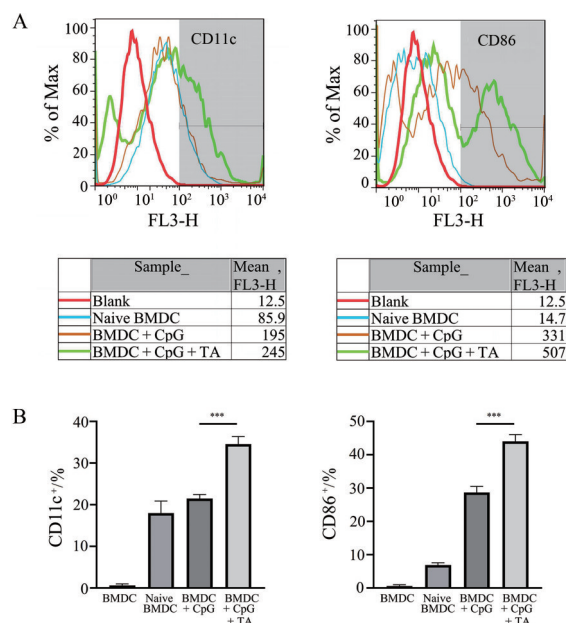 A
CD11c
% of Max
100
80
60
40
20
0
10⁰ 10¹ 10² 10³ 10⁴
FL3-H
CD86
% of Max
100
80
60
40
20
0
10⁰ 10¹ 10² 10³ 10⁴
FL3-H
Sample_ Mean , FL3-H
Blank 12.5
Naive BMDC 85.9
BMDC + CpG 195
BMDC + CpG + TA 245
Sample_ Mean , FL3-H
Blank 12.5
Naive BMDC 14.7
BMDC + CpG 331
BMDC + CpG + TA 507
B
CD11c⁺/%
40
30
20
10
0
***
BMDC
Naive
BMDC
BMDC
+ CpG
BMDC
+ CpG
+ TA
CD86⁺/%
50
40
30
20
10
0
***
BMDC
Naive
BMDC
BMDC
+ CpG
BMDC
+ CpG
+ TA